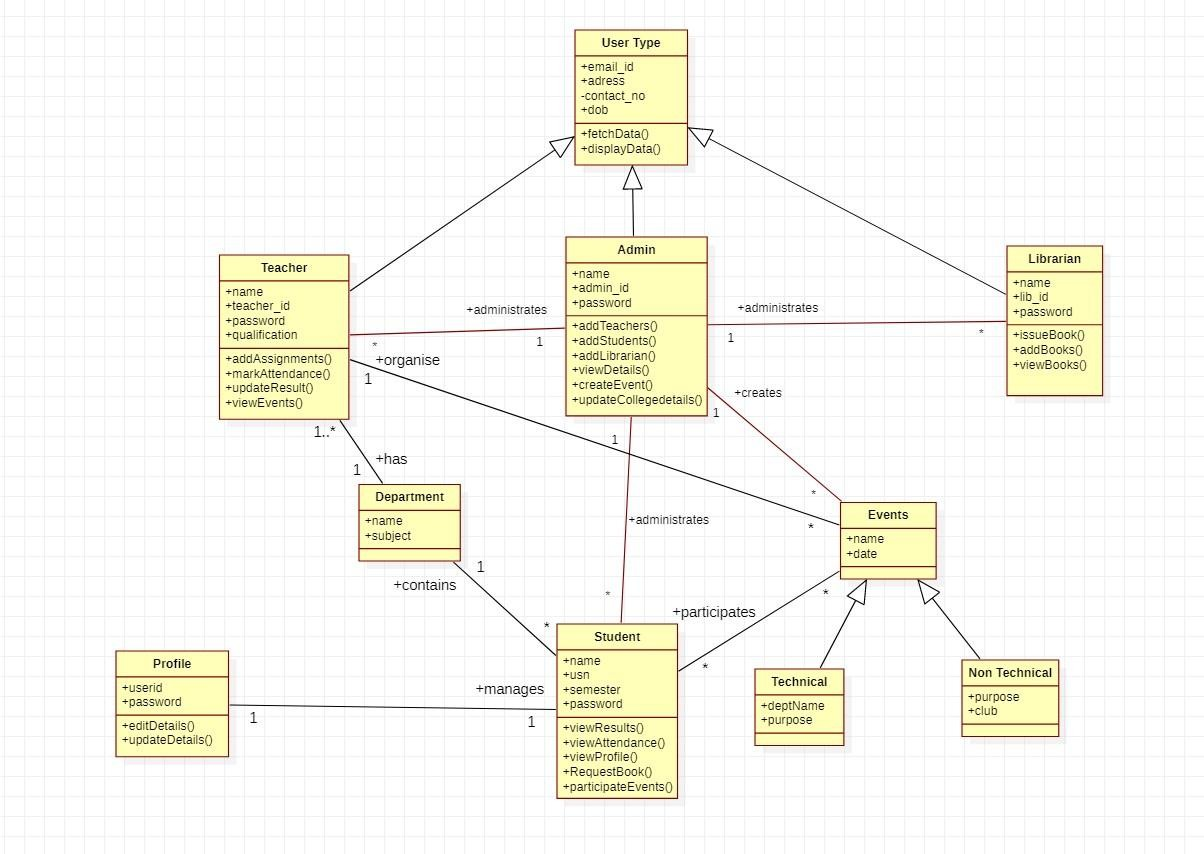 User Type
+email_id
+adress
-contact_no
+dob
+fetchData()
+displayData()
Teacher
+name
+teacher_id
+password
+qualification
+addAssignments()
+markAttendance()
+updateResult()
+viewEvents()
+administrates
*
1
Admin
+name
+admin_id
+password
+addTeachers()
+addStudents()
+addLibrarian()
+viewDetails()
+createEvent()
+updateCollegedetails()
+administrates
1
*
Librarian
+name
+lib_id
+password
+issueBook()
+addBooks()
+viewBooks()
+organise
1
*
+creates
1
*
1..*
+has
1
1
+administrates
*
Department
+name
+subject
Events
+name
+date
1
+contains
*
+participates
*
*
Student
+name
+usn
+semester
+password
+viewResults()
+viewAttendance()
+viewProfile()
+RequestBook()
+participateEvents()
Profile
+userid
+password
+editDetails()
+updateDetails()
+manages
1
1
Technical
+deptName
+purpose
Non Technical
+purpose
+club